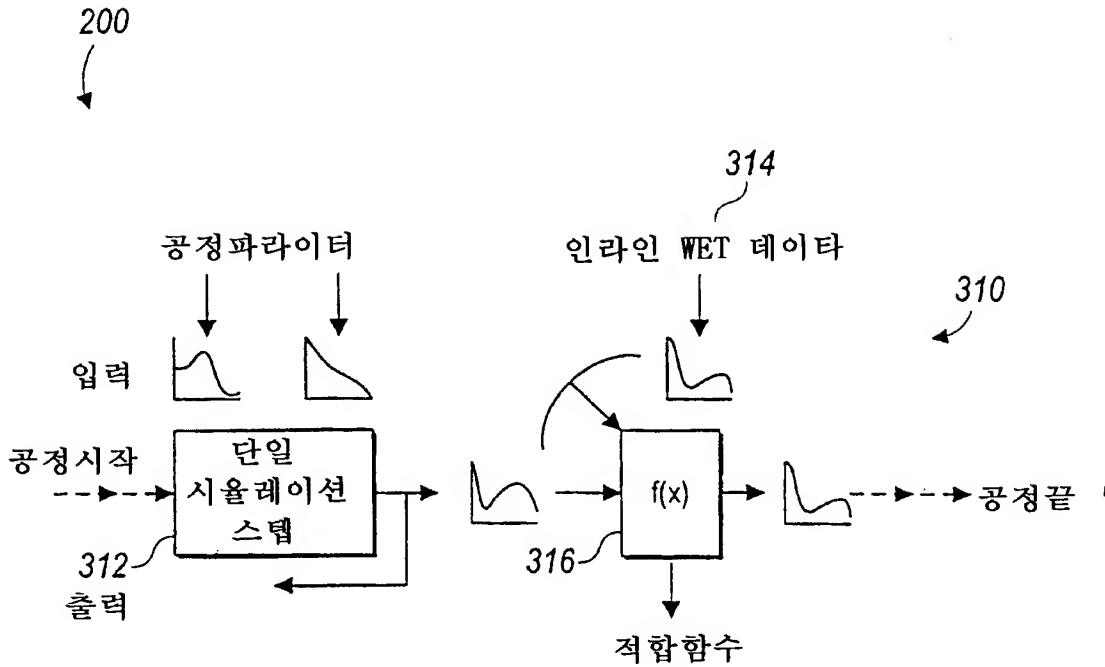 200
314
공정파라이터
인라인 WET 데이타
310
입력
공정시작
단일
시율레이션
스텝
f(x)
공정끝
312
316
출력
적합함수